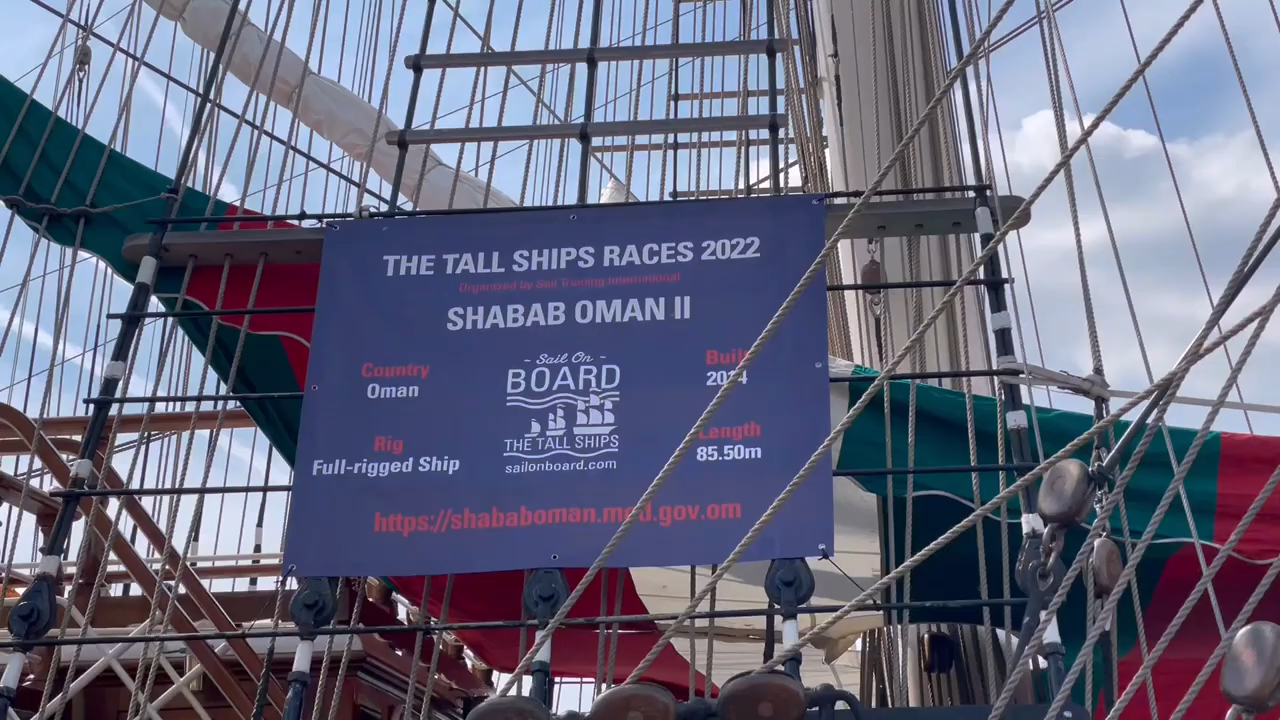 THE TALL SHIPS RACES 2022
Organized by Sail Training International
SHABAB OMAN II
Country
Oman
Rig
Full-rigged Ship
~ Sail On ~
BOARD
THE TALL SHIPS
sailonboard.com
Built
2014
Length
85.50m
https://shababoman.mod.gov.om